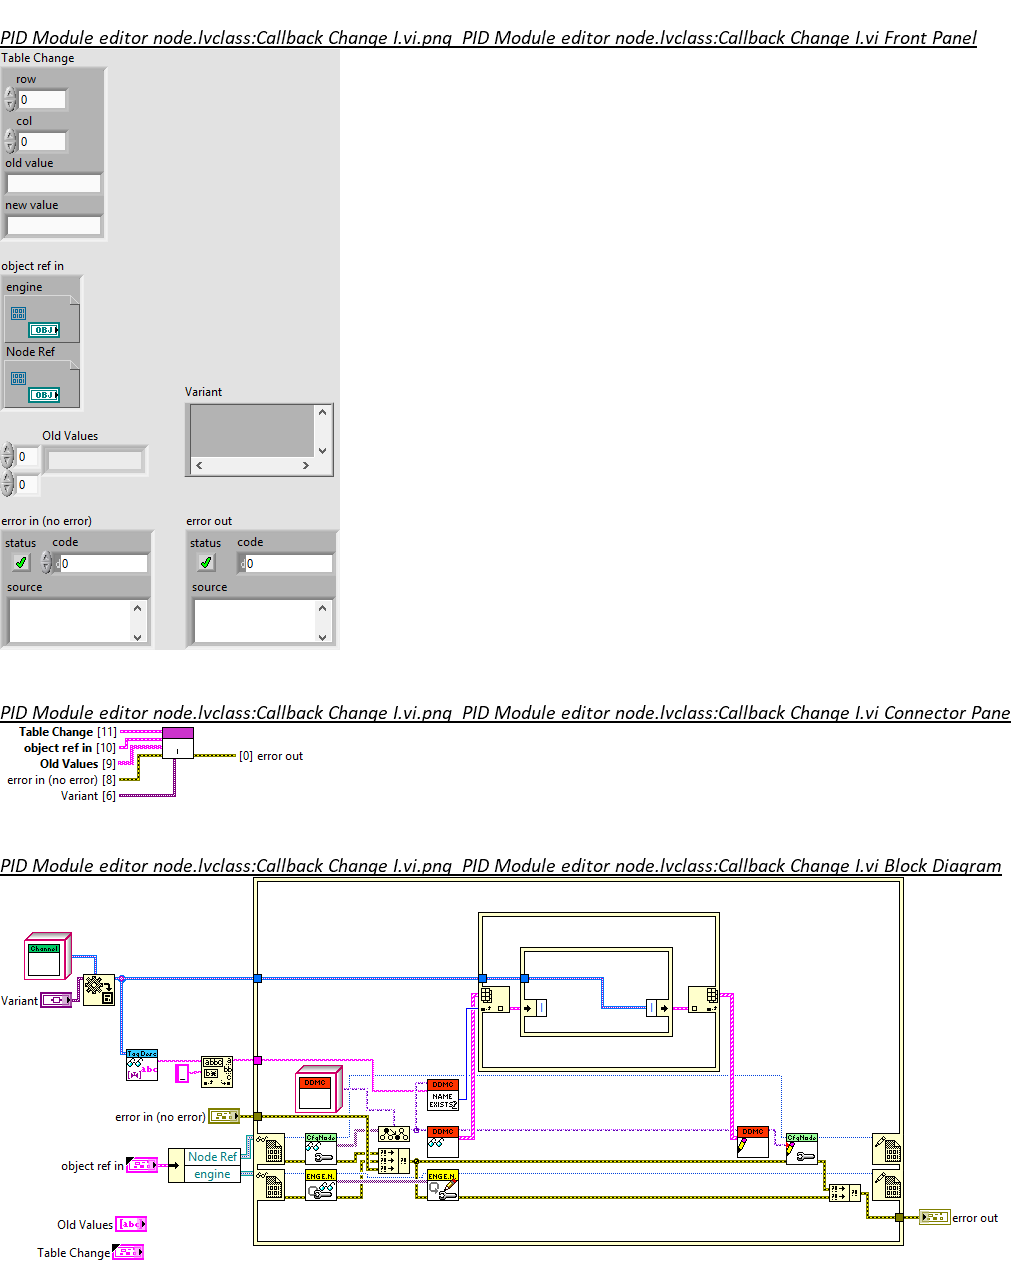 PID Module editor node.lvclass:Callback Change I.vi.png PID Module editor node.lvclass:Callback Change I.vi Front Panel
Table Change
row
0
col
0
old value
new value
object ref in
engine
OBJ
Node Ref
OBJ
Variant
Old Values
0
0
error in (no error)
error out
status code
0
status code
0
source
source
PID Module editor node.lvclass:Callback Change I.vi.png PID Module editor node.lvclass:Callback Change I.vi Connector Pane
Table Change [11]
object ref in [10]
Old Values [9]
error in (no error) [8]
Variant [6]
I
[0] error out
PID Module editor node.lvclass:Callback Change I.vi.png PID Module editor node.lvclass:Callback Change I.vi Block Diagram
Channel
Variant
abc
DDMC
DDMC
NAME
EXISTS?
error in (no error)
DDMC
DDMC
CfgNode
CfgNode
object ref in
Node Ref
engine
ENGE.N
ENGE.N
Old Values
abc
error out
Table Change